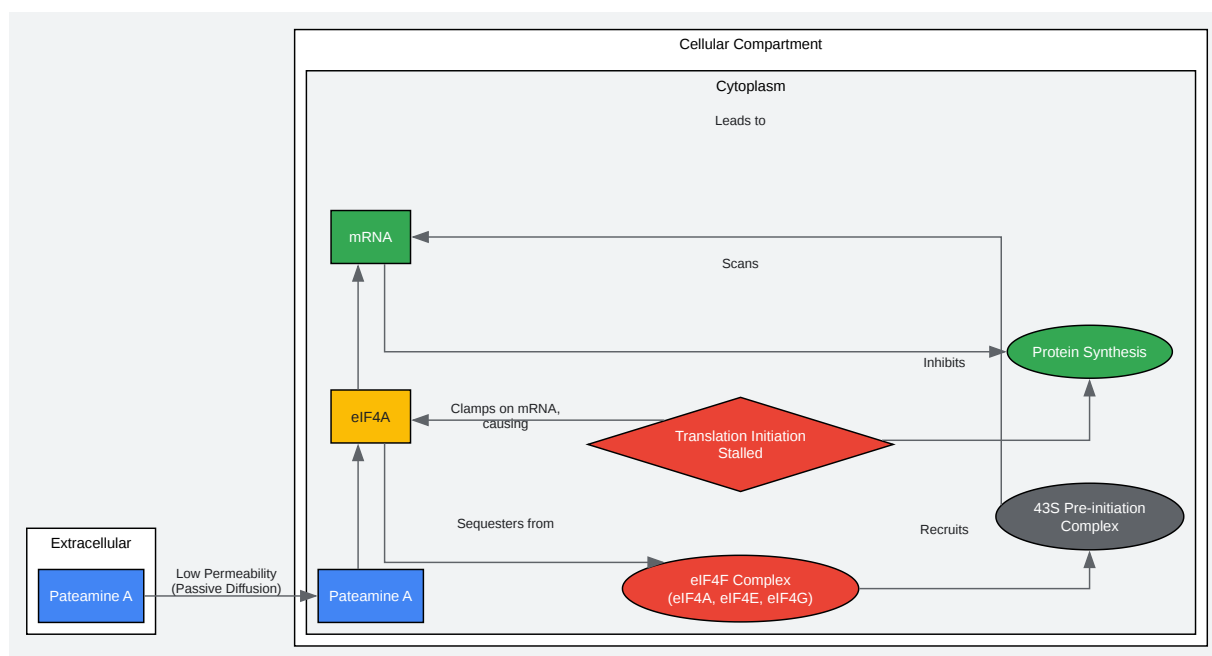 Cellular Compartment
Cytoplasm
Leads to
mRNA
Scans
Protein Synthesis
Inhibits
eIF4A
Clamps on mRNA,
causing
Translation Initiation
Stalled
43S Pre-initiation
Complex
Sequesters from
Recruits
Extracellular
Pateamine A
Low Permeability
(Passive Diffusion)
Pateamine A
eIF4F Complex
(eIF4A, eIF4E, eIF4G)